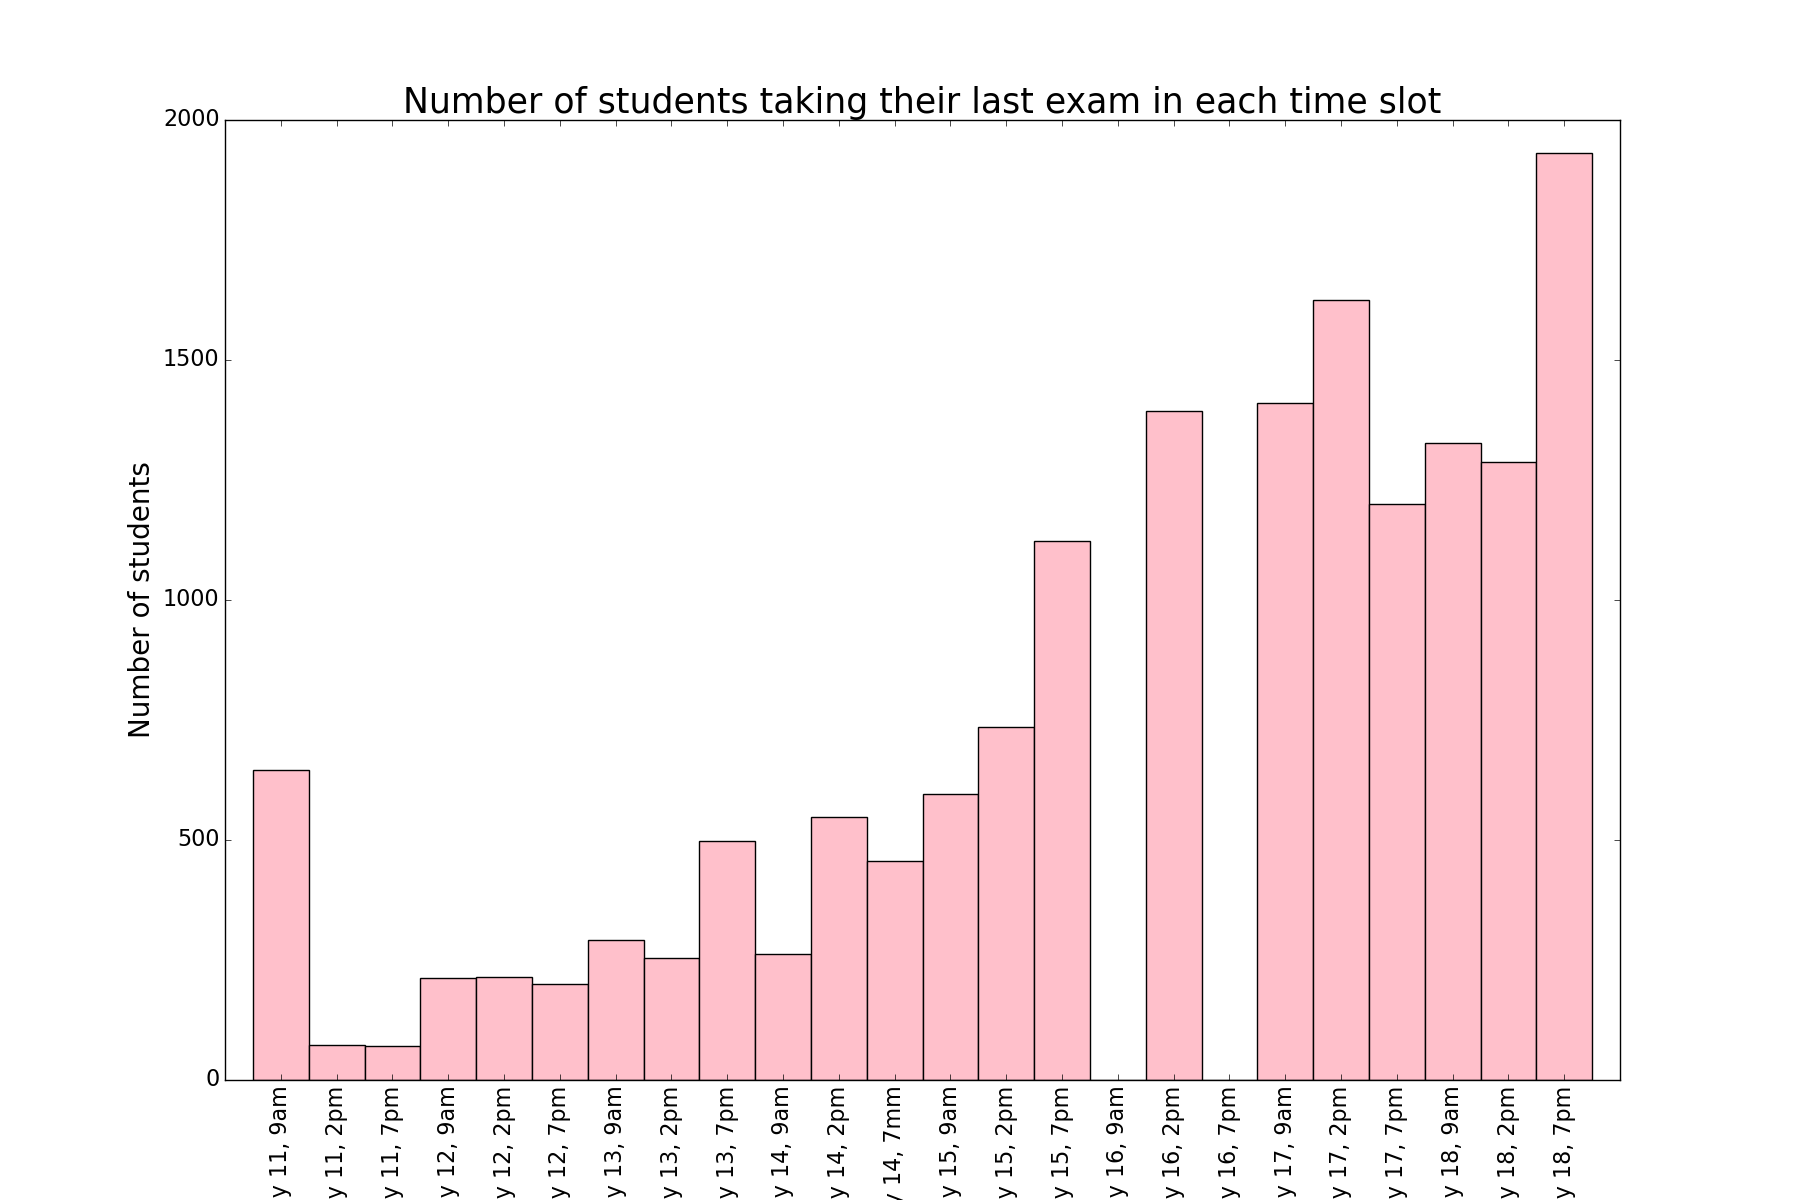 Number of students taking their last exam in each time slot
2000
1500
1000
500
0
Number of students
y 11, 9am
y 11, 2pm
y 11, 7pm
y 12, 9am
y 12, 2pm
y 12, 7pm
y 13, 9am
y 13, 2pm
y 13, 7pm
y 14, 9am
y 14, 2pm
y 14, 7mm
y 15, 9am
y 15, 2pm
y 15, 7pm
y 16, 9am
y 16, 2pm
y 16, 7pm
y 17, 9am
y 17, 2pm
y 17, 7pm
y 18, 9am
y 18, 2pm
y 18, 7pm